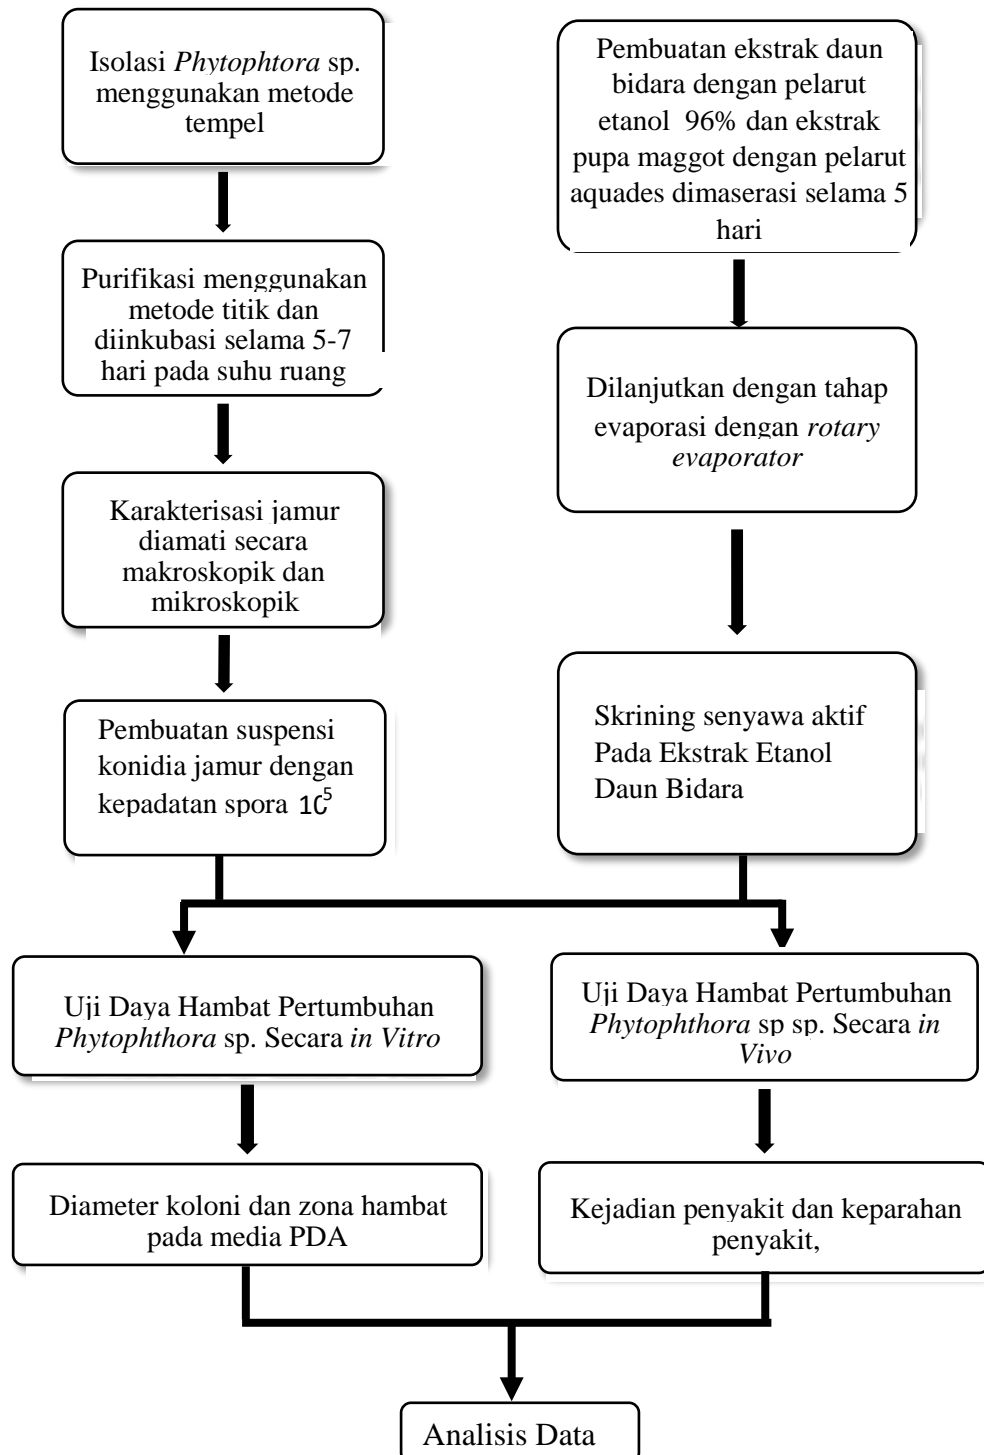 Isolasi Phytophtora sp.
menggunakan metode
tempel
Purifikasi menggunakan
metode titik dan
diinkubasi selama 5-7
hari pada suhu ruang
Karakterisasi jamur
diamati secara
makroskopik dan
mikroskopik
Pembuatan suspensi
konidia jamur dengan
kepadatan spora 10⁵
Pembuatan ekstrak daun
bidara dengan pelarut
etanol 96% dan ekstrak
pupa maggot dengan pelarut
aquades dimaserasi selama 5
hari
Dilanjutkan dengan tahap
evaporasi dengan rotary
evaporator
Skrining senyawa aktif
Pada Ekstrak Etanol
Daun Bidara
Uji Daya Hambat Pertumbuhan
Phytophthora sp. Secara in Vitro
Uji Daya Hambat Pertumbuhan
Phytophthora sp sp. Secara in
Vivo
Diameter koloni dan zona hambat
pada media PDA
Kejadian penyakit dan keparahan
penyakit,
Analisis Data